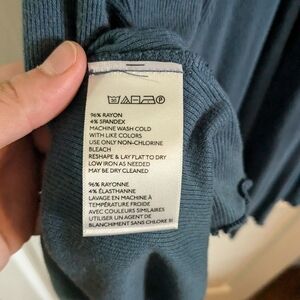 96% RAYON
4% SPANDEX
MACHINE WASH COLD
WITH LIKE COLORS
USE ONLY NON-CHLORINE
BLEACH
RESHAPE & LAY FLAT TO DRY
LOW IRON AS NEEDED
MAY BE DRY CLEANED
96% RAYONNE
4% ÉLASTHANNE
LAVAGE EN MACHINE À
TEMPÉRATURE FROIDE
AVEC COULEURS SIMILAIRES
UTILISER UN AGENT DE
BLANCHIMENT SANS CHLORE SI